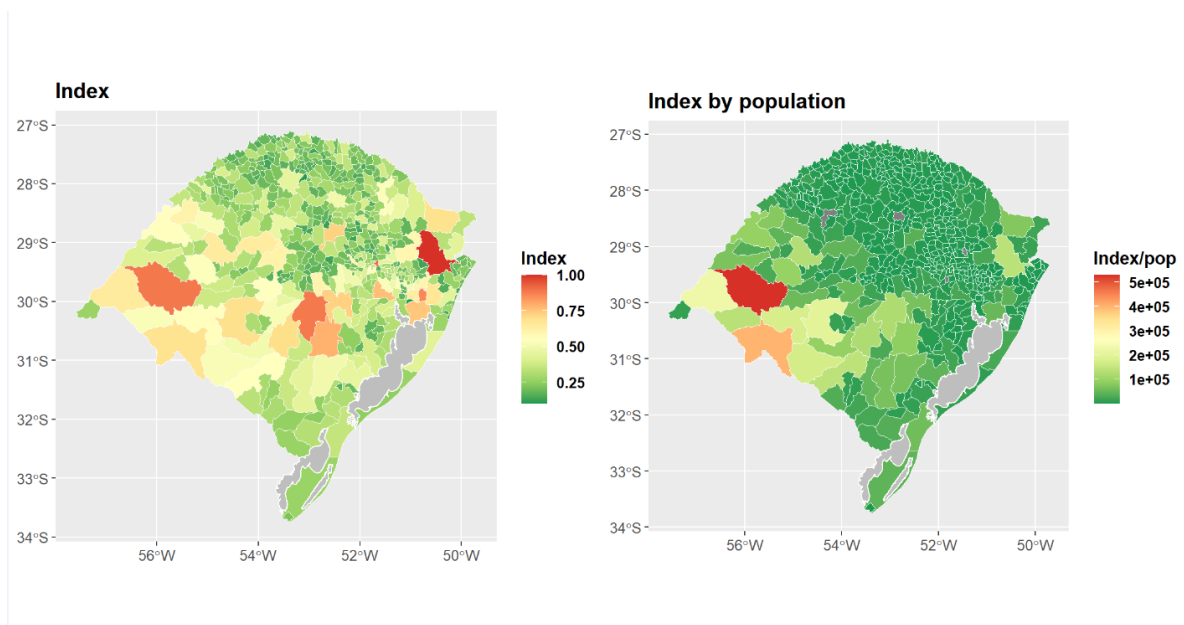 Index
27°S
28°S
29°S
30°S
31°S
32°S
33°S
34°S
56°W
54°W
52°W
50°W
Index
1.00
0.75
0.50
0.25
Index by population
27°S
28°S
29°S
30°S
31°S
32°S
33°S
34°S
56°W
54°W
52°W
50°W
Index/pop
5e+05
4e+05
3e+05
2e+05
1e+05